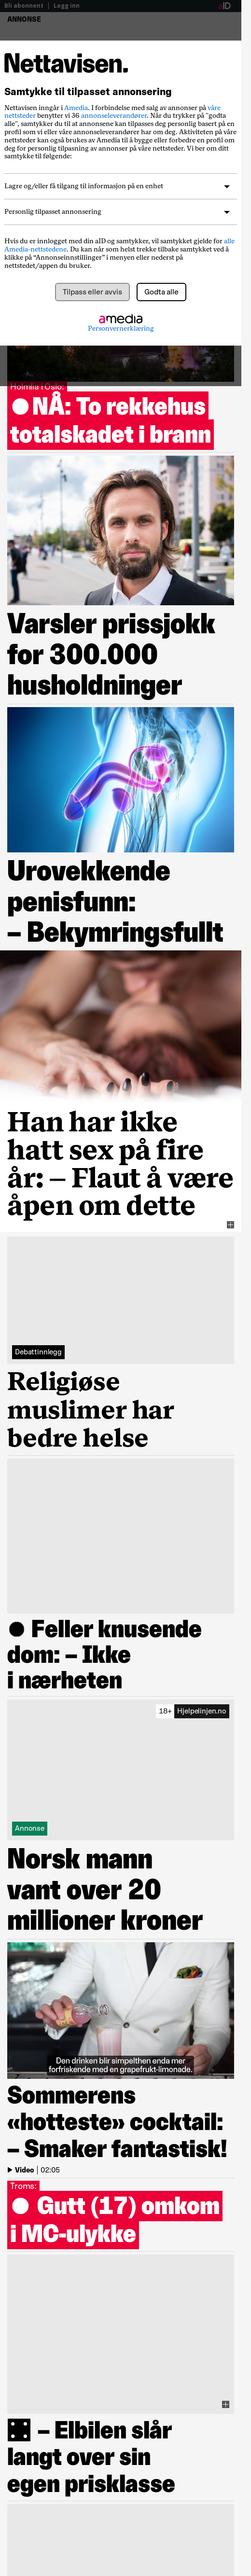 Bli abonnent | Logg inn
aID
ANNONSE
Nettavisen.
Samtykke til tilpasset annonsering
Nettavisen inngår i Amedia. I forbindelse med salg av annonser på våre
nettsteder benytter vi 36 annonseleverandører. Når du trykker på "godta
alle", samtykker du til at annonsene kan tilpasses deg personlig basert på en
profil som vi eller våre annonseleverandører har om deg. Aktiviteten på våre
nettsteder kan også brukes av Amedia til å bygge eller forbedre en profil om
deg for personlig tilpasning av annonser på våre nettsteder. Vi ber om ditt
samtykke til følgende:
Lagre og/eller få tilgang til informasjon på en enhet
Personlig tilpasset annonsering
Hvis du er innlogget med din aID og samtykker, vil samtykket gjelde for alle
Amedia-nettstedene. Du kan når som helst trekke tilbake samtykket ved å
klikke på “Annonseinnstillinger” i menyen eller nederst på
nettstedet/appen du bruker.
Tilpass eller avvis
Godta alle
amedia
Personvernerklæring
Holmlia i Oslo:
NÅ: To rekkehus
totalskadet i brann
Varsler prissjokk
for 300.000
husholdninger
Urovekkende
penisfunn:
– Bekymringsfullt
Han har ikke
hatt sex på fire
år: – Flaut å være
åpen om dette
Debattinnlegg
Religiøse
muslimer har
bedre helse
Feller knusende
dom: – Ikke
i nærheten
18+ Hjelpelinjen.no
Annonse
Norsk mann
vant over 20
millioner kroner
Den drinken blir simpelthen enda mer
forfriskende med en grapefrukt-limonade.
Sommerens
«hotteste» cocktail:
– Smaker fantastisk!
Video | 02:05
Troms:
Gutt (17) omkom
i MC-ulykke
– Elbilen slår
langt over sin
egen prisklasse